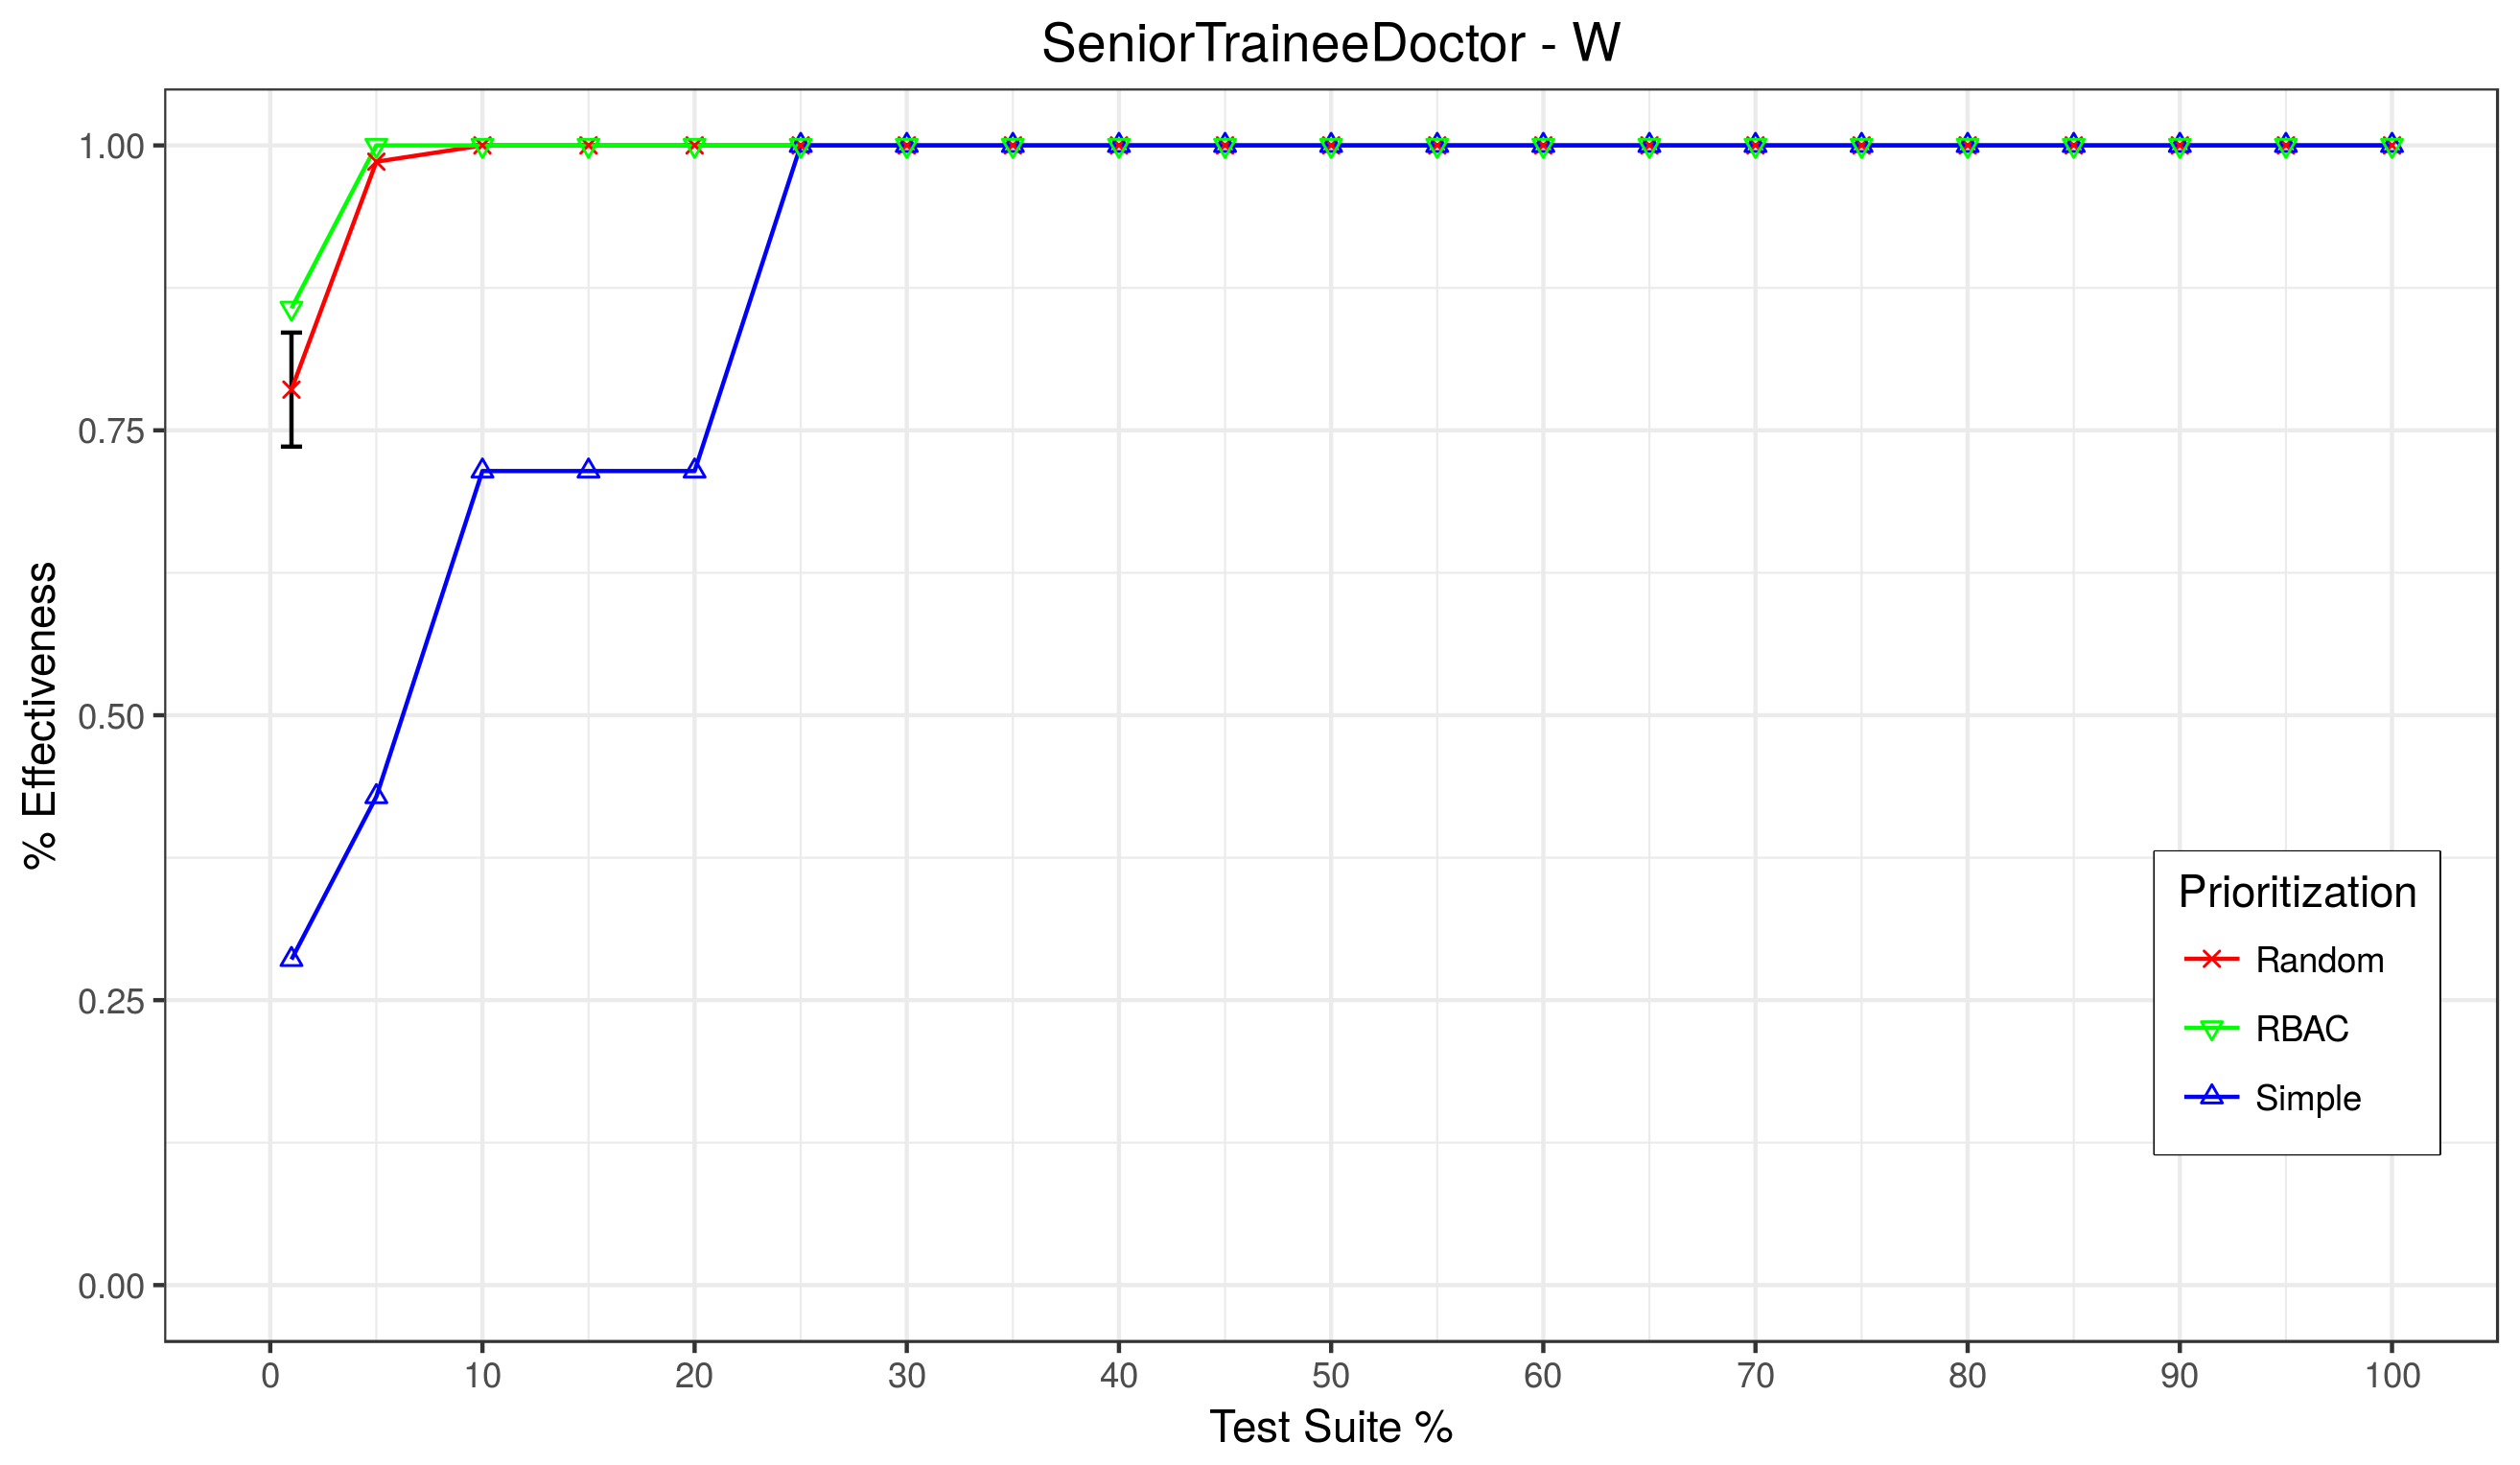 SeniorTraineeDoctor - W
% Effectiveness
1.00
0.75
0.50
0.25
0.00
Prioritization
Random
RBAC
Simple
0 10 20 30 40 50 60 70 80 90 100
Test Suite %